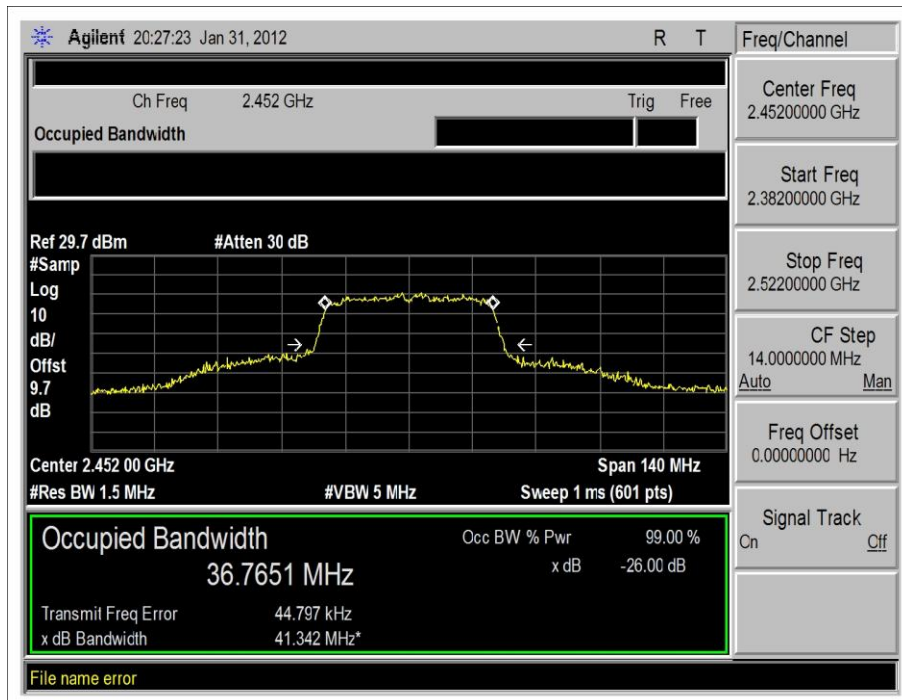 Agilent 20:27:23 Jan 31, 2012 R T
Freq/Channel
Ch Freq 2.452 GHz Trig Free
Occupied Bandwidth
Center Freq
2.45200000 GHz
Start Freq
2.38200000 GHz
Stop Freq
2.52200000 GHz
CF Step
14.0000000 MHz
Auto Man
Freq Offset
0.00000000 Hz
Signal Track
On Off
Ref 29.7 dBm #Atten 30 dB
#Samp
Log
10
dB/
Offst
9.7
dB
Center 2.452 00 GHz Span 140 MHz
#Res BW 1.5 MHz #VBW 5 MHz Sweep 1 ms (601 pts)
Occupied Bandwidth Occ BW % Pwr 99.00 %
36.7651 MHz x dB -26.00 dB
Transmit Freq Error 44.797 kHz
x dB Bandwidth 41.342 MHz*
File name error